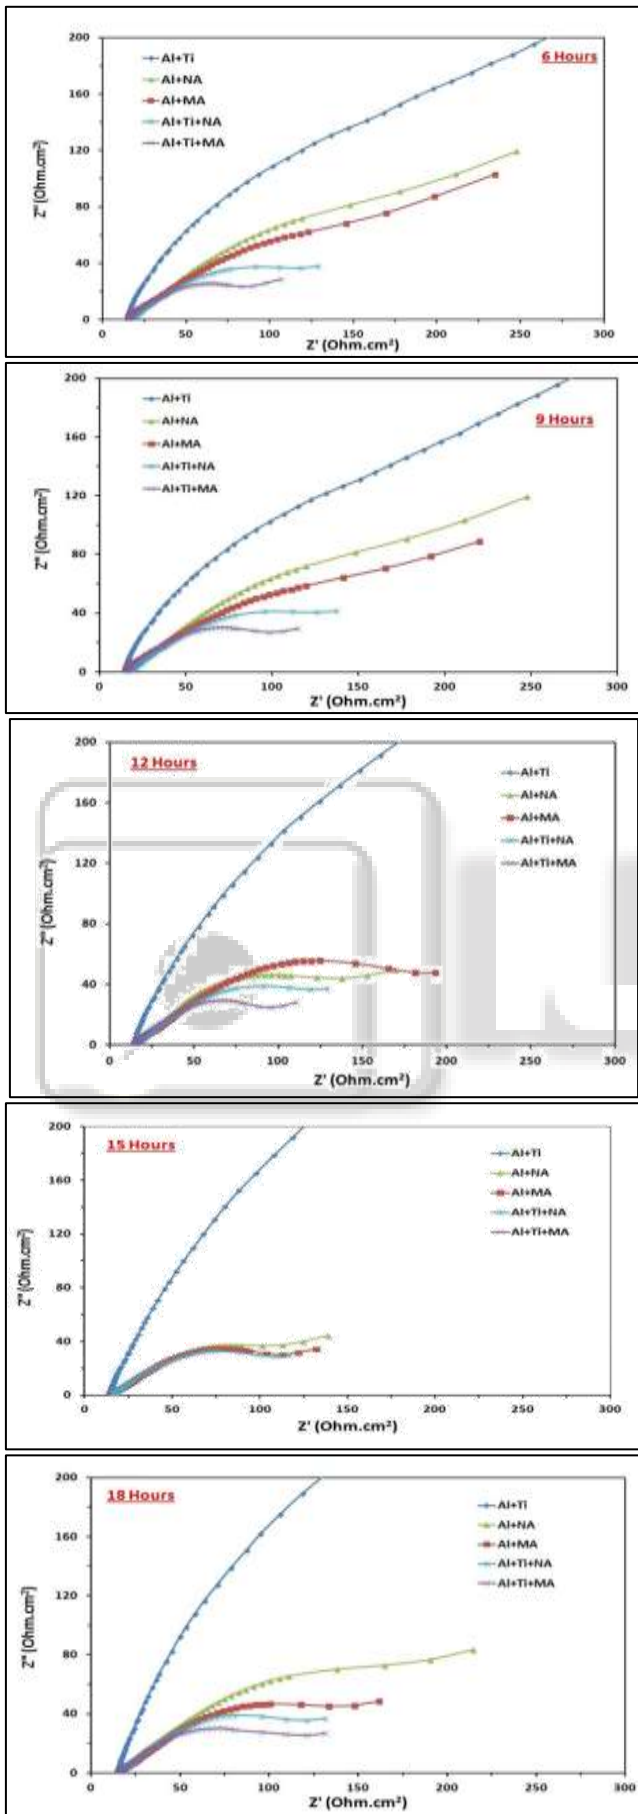 200
160
120
80
40
0
Z" (Ohm.cm²)
Al+Ti
Al+NA
Al+MA
Al+Ti+NA
Al+Ti+MA
6 Hours
0 50 100 150 200 250 300
Z' (Ohm.cm²)
200
160
120
80
40
0
Z" (Ohm.cm²)
Al+Ti
Al+NA
Al+MA
Al+Ti+NA
Al+Ti+MA
9 Hours
0 50 100 150 200 250 300
Z' (Ohm.cm²)
200
160
120
80
40
0
Z" (Ohm.cm²)
12 Hours
Al+Ti
Al+NA
Al+MA
Al+Ti+NA
Al+Ti+MA
0 50 100 150 200 250 300
Z' (Ohm.cm²)
200
160
120
80
40
0
Z" (Ohm.cm²)
15 Hours
Al+Ti
Al+NA
Al+MA
Al+Ti+NA
Al+Ti+MA
0 50 100 150 200 250 300
Z' (Ohm.cm²)
200
160
120
80
40
0
Z" (Ohm.cm²)
18 Hours
Al+Ti
Al+NA
Al+MA
Al+Ti+NA
Al+Ti+MA
0 50 100 150 200 250 300
Z' (Ohm.cm²)